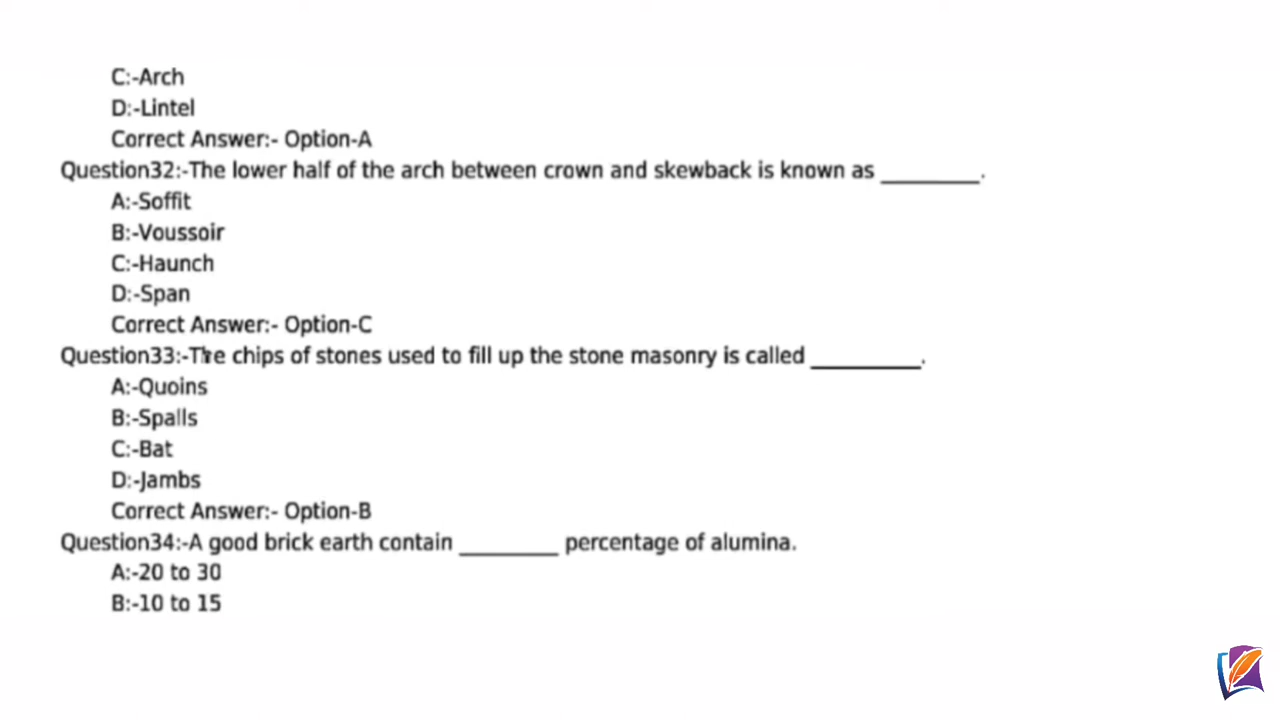 C:-Arch
D:-Lintel
Correct Answer:- Option-A
Question32:-The lower half of the arch between crown and skewback is known as _________.
A:-Soffit
B:-Voussoir
C:-Haunch
D:-Span
Correct Answer:- Option-C
Question33:-The chips of stones used to fill up the stone masonry is called __________.
A:-Quoins
B:-Spalls
C:-Bat
D:-Jambs
Correct Answer:- Option-B
Question34:-A good brick earth contain _________ percentage of alumina.
A:-20 to 30
B:-10 to 15